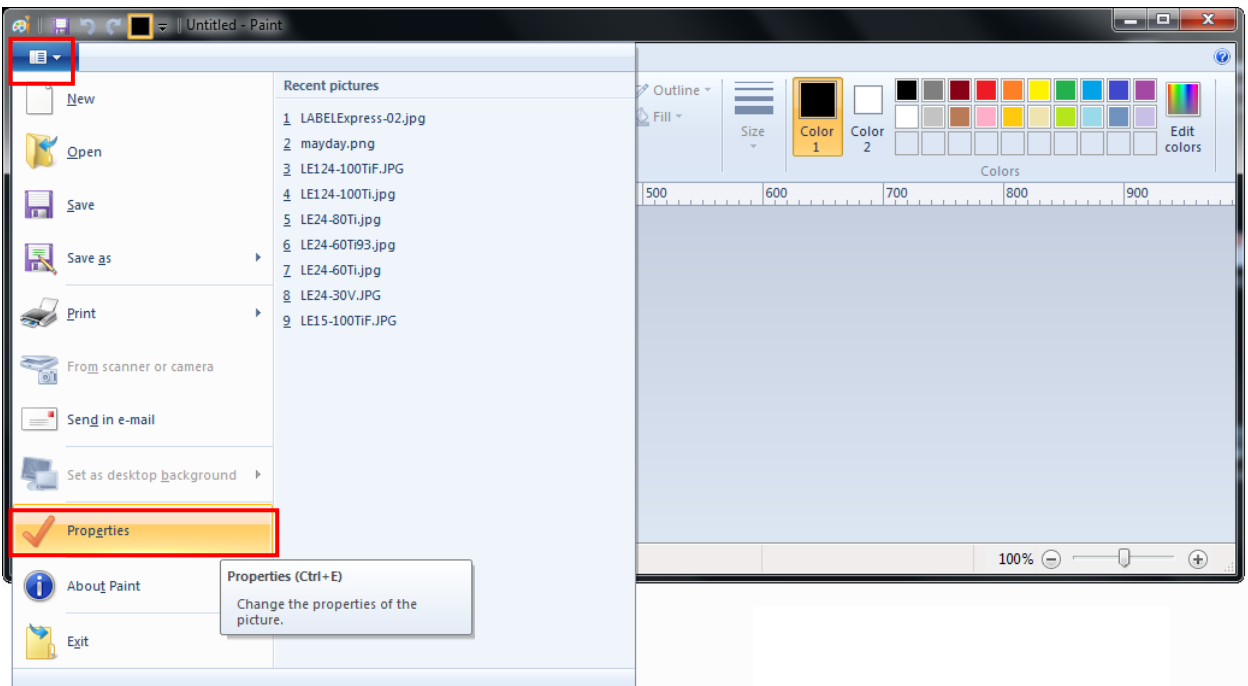 Untitled - Paint
New
Open
Save
Save as
Print
From scanner or camera
Send in e-mail
Set as desktop background
Properties
About Paint
Exit
Recent pictures
1 LABELExpress-02.jpg
2 mayday.png
3 LE124-100TiF.JPG
4 LE124-100Ti.jpg
5 LE24-80Ti.jpg
6 LE24-60Ti93.jpg
7 LE24-60Ti.jpg
8 LE24-30V.JPG
9 LE15-100TiF.JPG
Properties (Ctrl+E)
Change the properties of the
picture.
Outline
Fill
Size
Color
1
Color
2
Edit
colors
Colors
500 600 700 800 900
100%